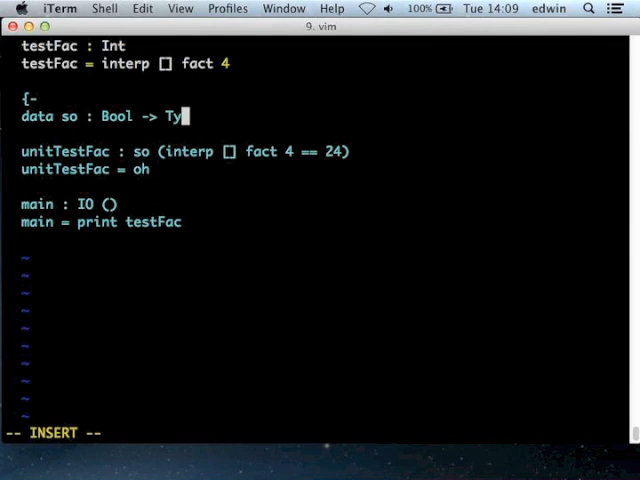 iTerm Shell Edit View Profiles Window Help 100% Tue 14:09 edwin
9. vim
testFac : Int
testFac = interp [] fact 4
{-
data so : Bool -> Ty
unitTestFac : so (interp [] fact 4 == 24)
unitTestFac = oh
main : IO ()
main = print testFac
~
~
~
~
~
~
~
~
~
~
-- INSERT --